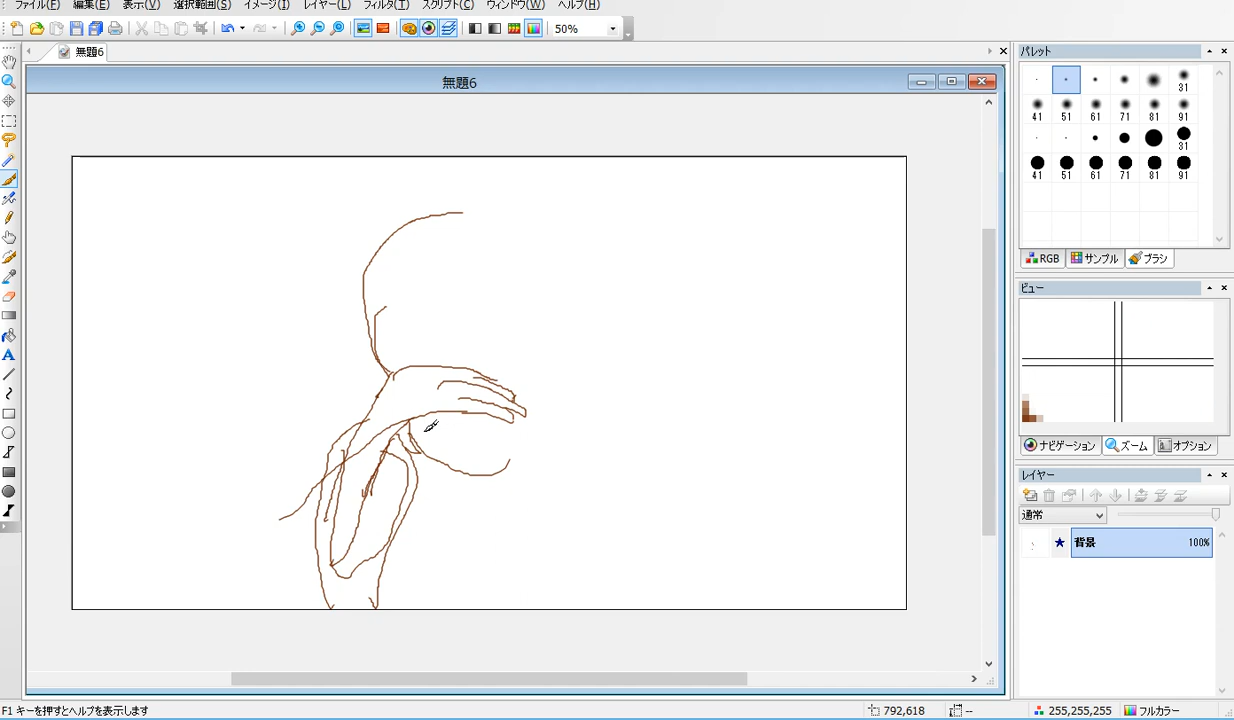 ファイル(F) 編集(E) 表示(V) 選択範囲(S) イメージ(I) レイヤー(L) フィルタ(T) スクリプト(C) ウィンドウ(W) ヘルプ(H)
50%
無題6
無題6
パレット
31
41 51 61 71 81 91
31
41 51 61 71 81 91
RGB サンプル ブラシ
ビュー
ナビゲーション ズーム オプション
レイヤー
通常
背景 100%
F1 キーを押すとヘルプを表示します 792,618 -- 255,255,255 フルカラー